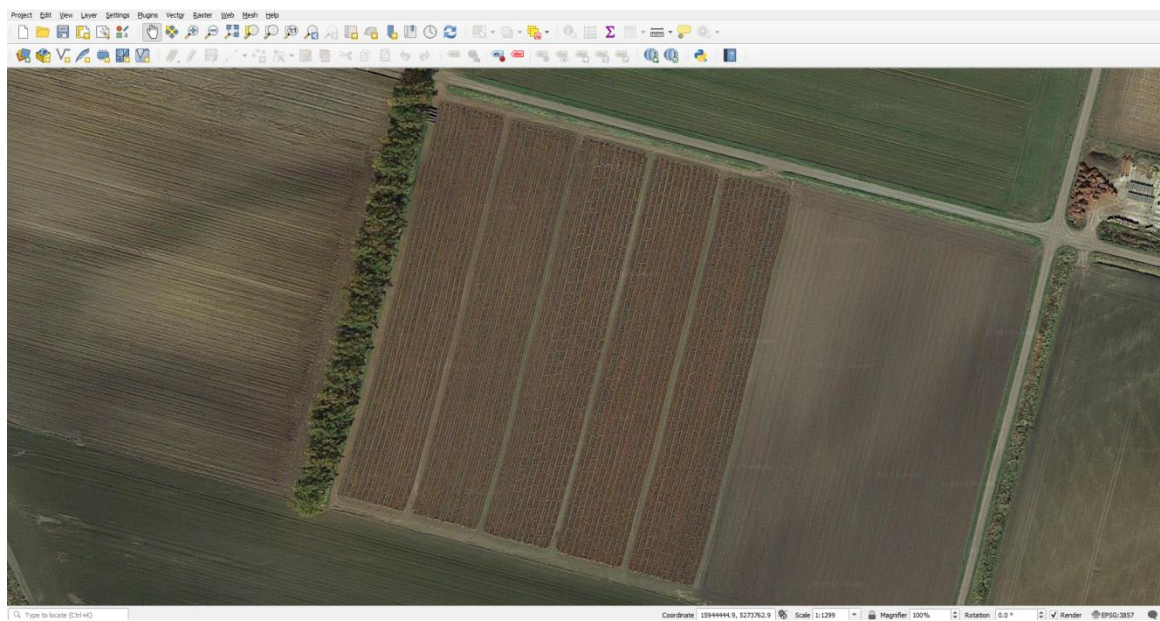 Project Edit View Layer Settings Plugins Vector Raster Web Mesh Help
Type to locate (Ctrl+K) Coordinate 15944444.9, 5273762.9 Scale 1:1299 Magnifier 100% Rotation 0.0 ° Render EPSG:3857